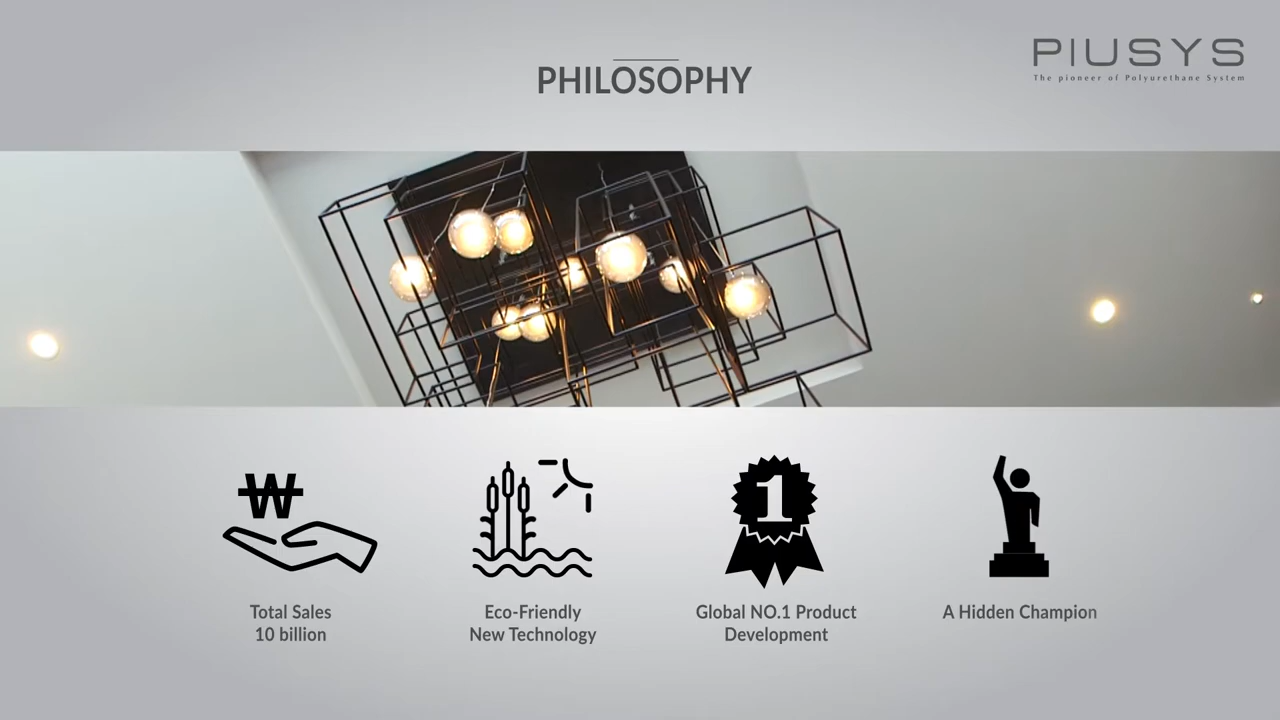 PIUSYS
The pioneer of Polyurethane System
PHILOSOPHY
₩
1
Total Sales
10 billion
Eco-Friendly
New Technology
Global NO.1 Product
Development
A Hidden Champion